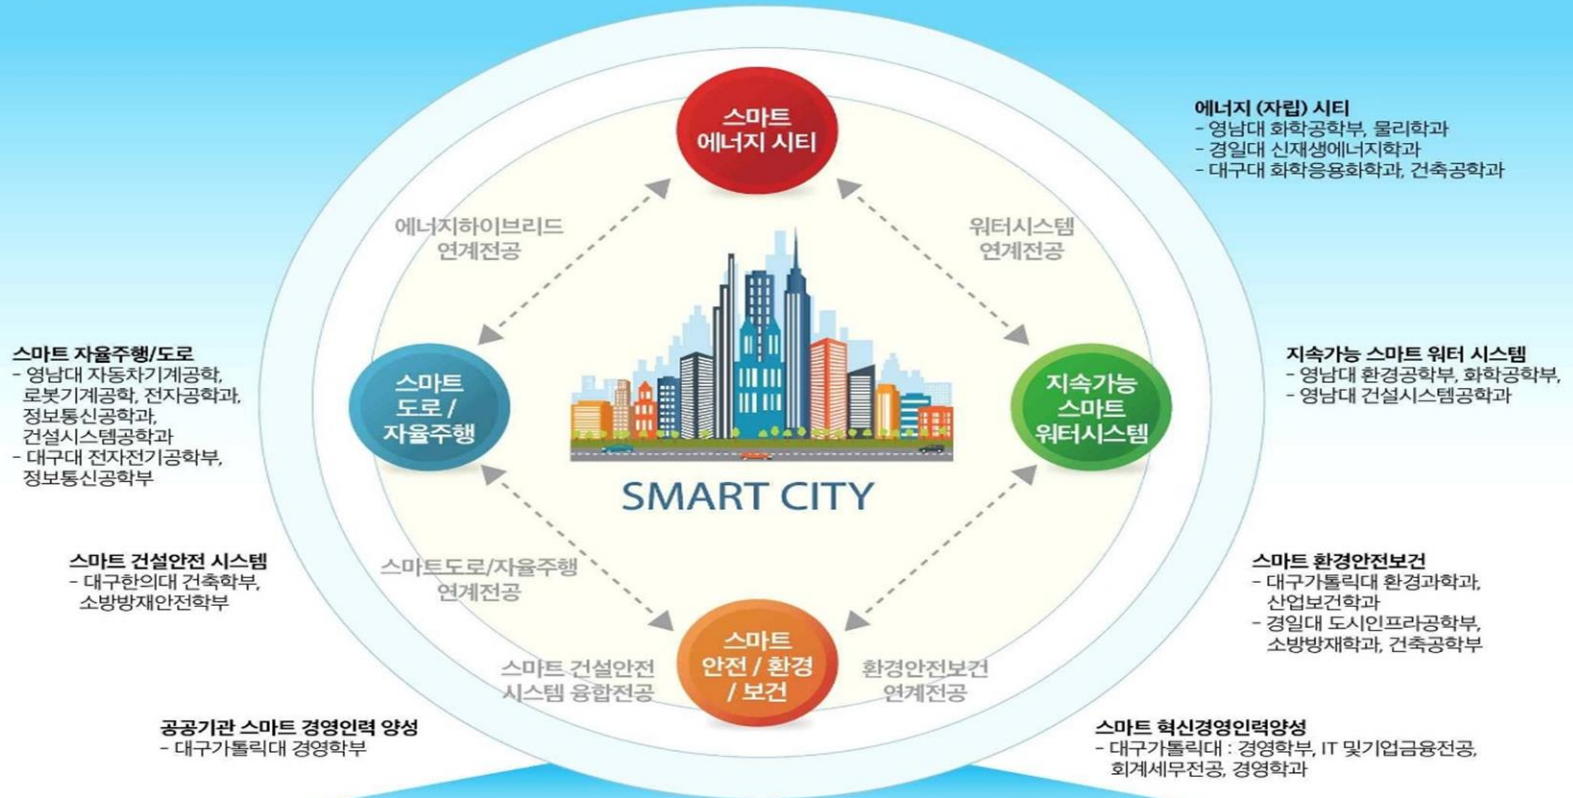 스마트
에너지 시티
에너지 (자립) 시티
- 영남대 화학공학부, 물리학과
- 경일대 신재생에너지학과
- 대구대 화학응용화학과, 건축공학과
에너지하이브리드
연계전공
워터시스템
연계전공
스마트 자율주행/도로
- 영남대 자동차기계공학,
로봇기계공학, 전자공학과,
정보통신공학과,
건설시스템공학과
- 대구대 전자전기공학부,
정보통신공학부
스마트
도로 /
자율주행
지속가능
스마트
워터시스템
지속가능 스마트 워터 시스템
- 영남대 환경공학부, 화학공학부,
- 영남대 건설시스템공학과
SMART CITY
스마트 건설안전 시스템
- 대구한의대 건축학부,
소방방재안전학부
스마트도로/자율주행
연계전공
스마트 환경안전보건
- 대구가톨릭대 환경과학과,
산업보건학과
- 경일대 도시인프라공학부,
소방방재학과, 건축공학부
스마트
안전 / 환경
/ 보건
스마트 건설안전
시스템 융합전공
환경안전보건
연계전공
공공기관 스마트 경영인력 양성
- 대구가톨릭대 경영학부
스마트 혁신경영인력양성
- 대구가톨릭대 : 경영학부, IT 및기업금융전공,
회계세무전공, 경영학과